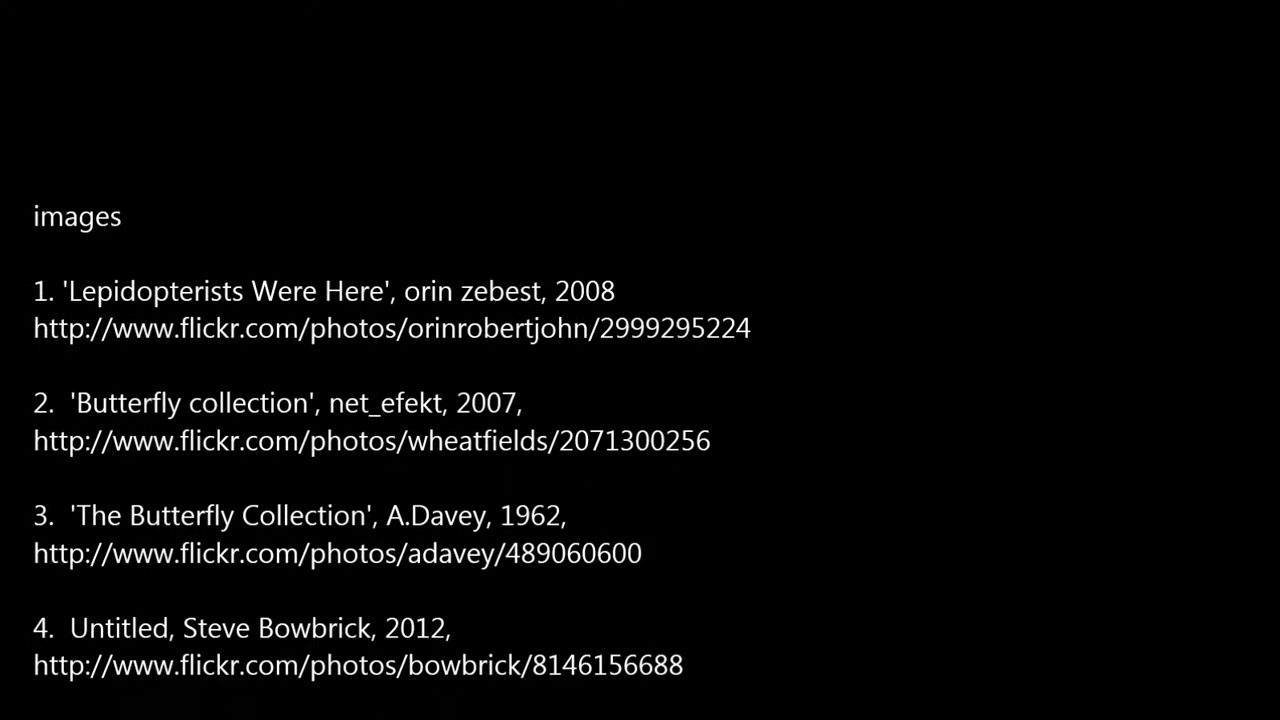 images
1. 'Lepidopterists Were Here', orin zebest, 2008
http://www.flickr.com/photos/orinrobertjohn/2999295224
2.  'Butterfly collection', net_efekt, 2007,
http://www.flickr.com/photos/wheatfields/2071300256
3.  'The Butterfly Collection', A.Davey, 1962,
http://www.flickr.com/photos/adavey/489060600
4.  Untitled, Steve Bowbrick, 2012,
http://www.flickr.com/photos/bowbrick/8146156688